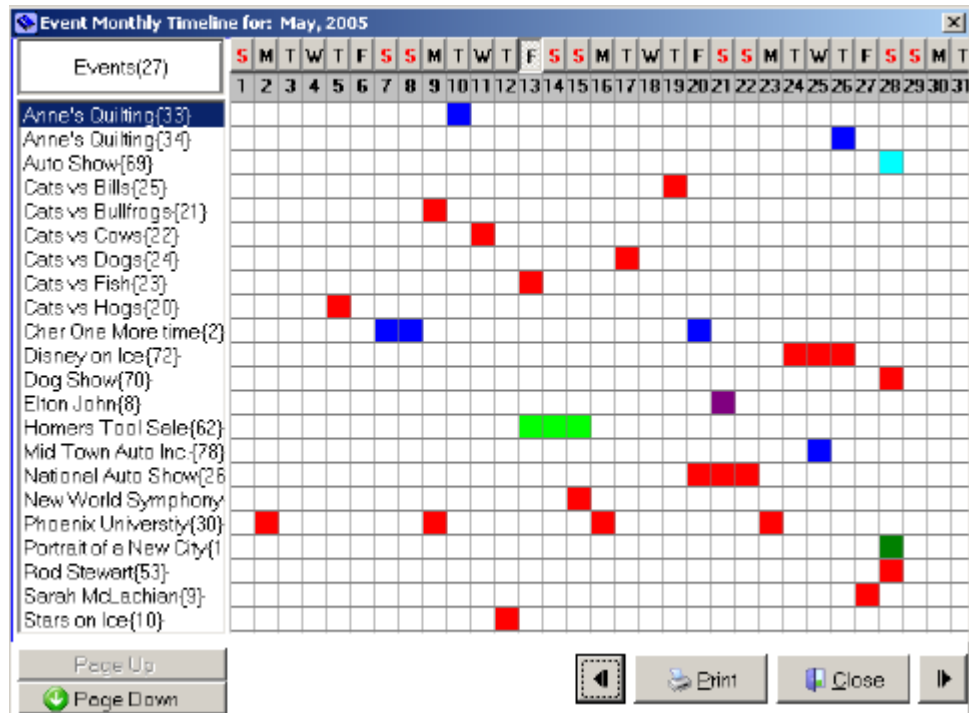 Event Monthly Timeline for: May, 2005
Events(27)
S M T W T F S S M T W T F S S M T W T F S S M T W T F S S M T
1 2 3 4 5 6 7 8 9 10 11 12 13 14 15 16 17 18 19 20 21 22 23 24 25 26 27 28 29 30 31
Anne's Quilting{33}
Anne's Quilting{34}
Auto Show{69}
Cats vs Bills{25}
Cats vs Bullfrogs{21}
Cats vs Cows{22}
Cats vs Dogs{24}
Cats vs Fish{23}
Cats vs Hogs{20}
Cher One More time{2}
Disney on Ice{72}
Dog Show{70}
Elton John{8}
Homers Tool Sale{62}
Mid Town Auto Inc.{78}
National Auto Show{28
New World Symphony
Phoenix Universtiy{30}
Portrait of a New City{1
Rod Stewart{53}
Sarah McLachlan{9}
Stars on Ice{10}
Page Up
Page Down
Print
Close